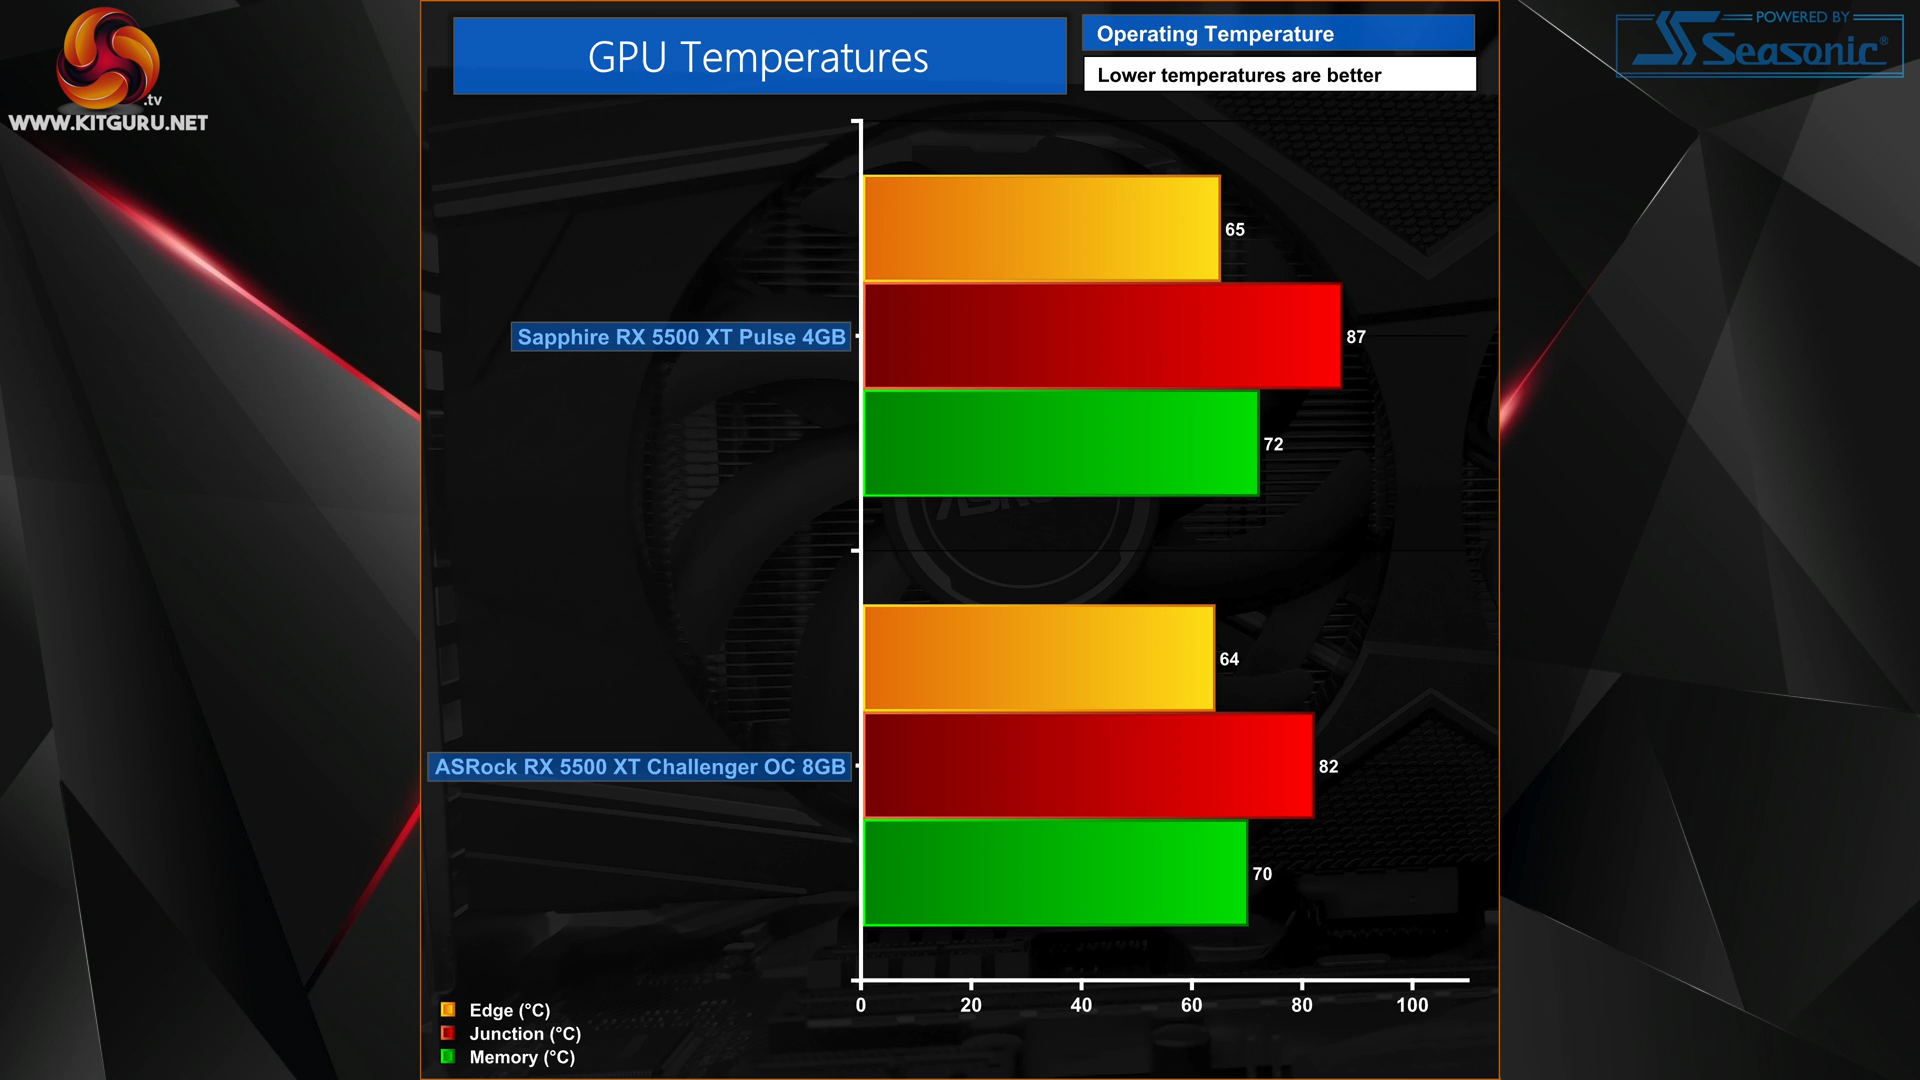 .tv
WWW.KITGURU.NET
GPU Temperatures
Operating Temperature
Lower temperatures are better
POWERED BY
Seasonic®
65
Sapphire RX 5500 XT Pulse 4GB
87
72
64
ASRock RX 5500 XT Challenger OC 8GB
82
70
0 20 40 60 80 100
Edge (°C)
Junction (°C)
Memory (°C)